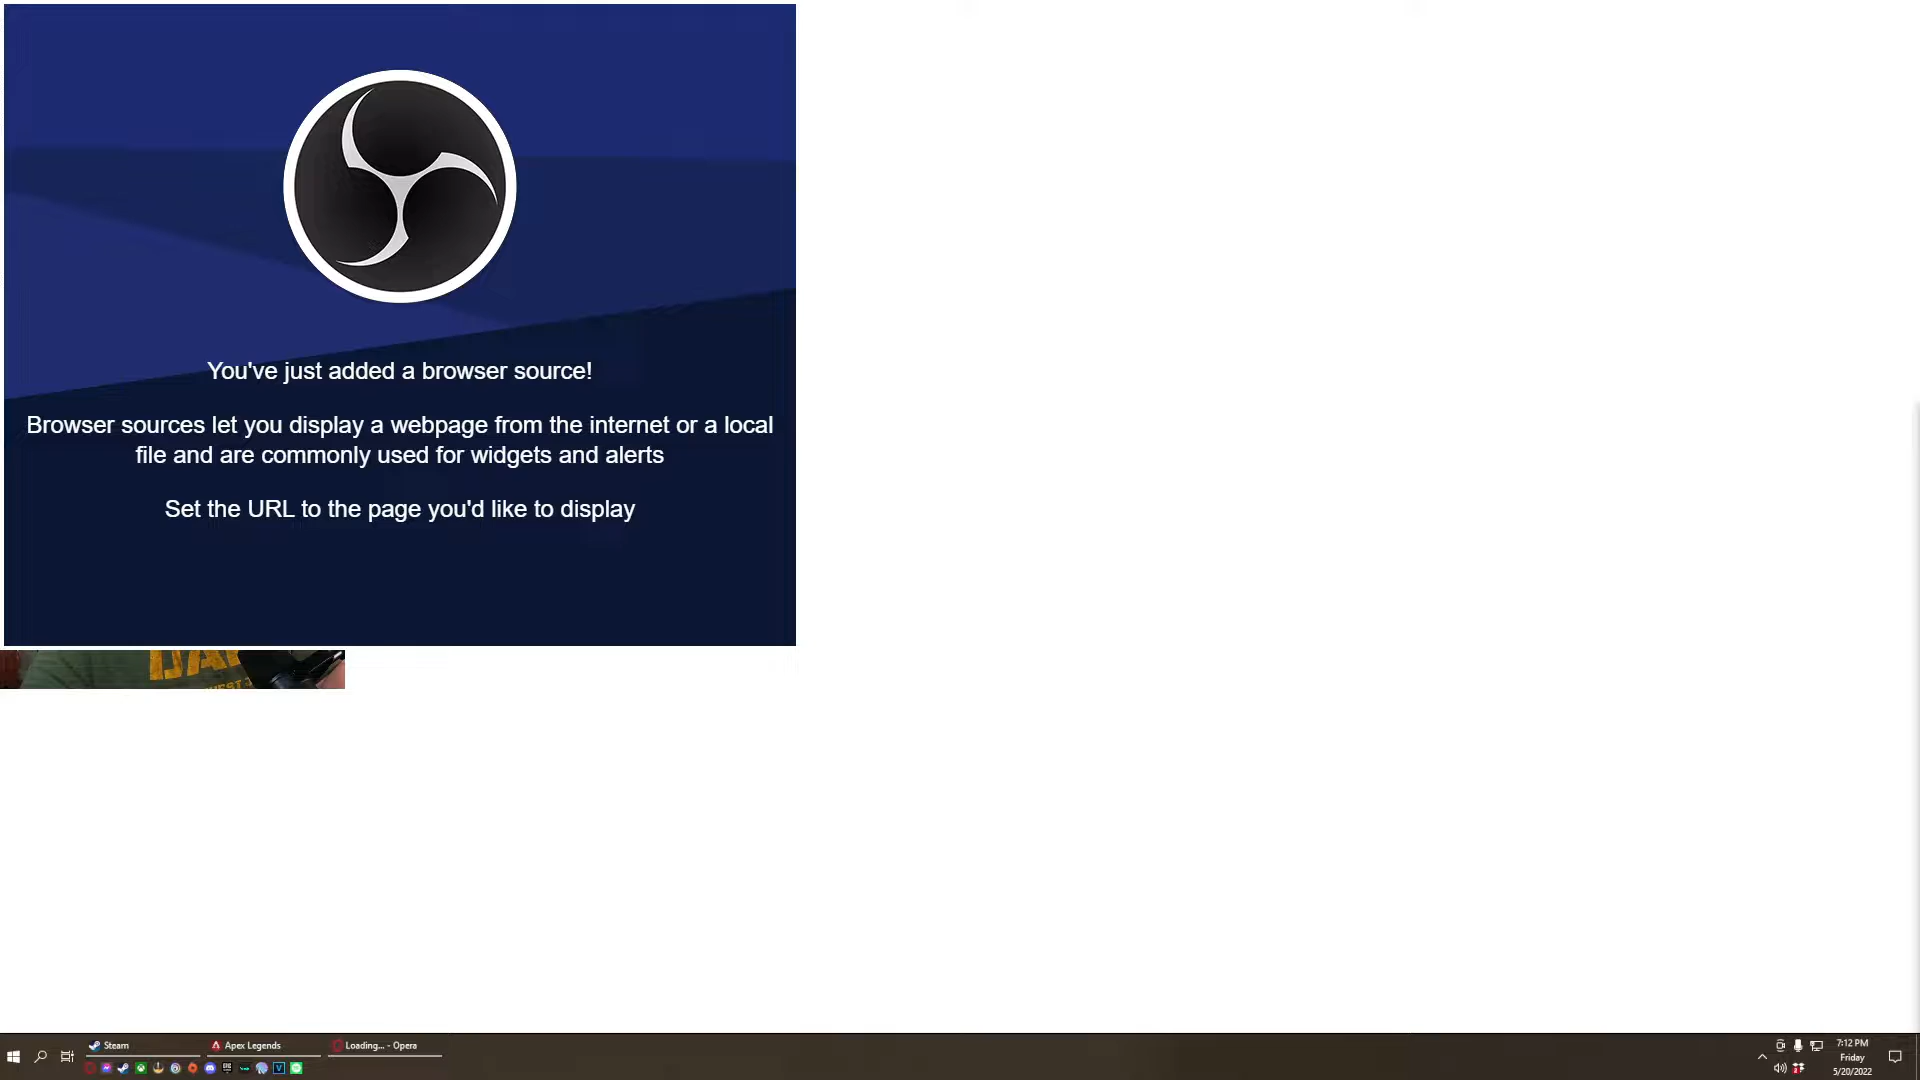 You've just added a browser source!
Browser sources let you display a webpage from the internet or a local
file and are commonly used for widgets and alerts
Set the URL to the page you'd like to display
Steam
Apex Legends
Loading... - Opera
7:12 PM
Friday
5/20/2022